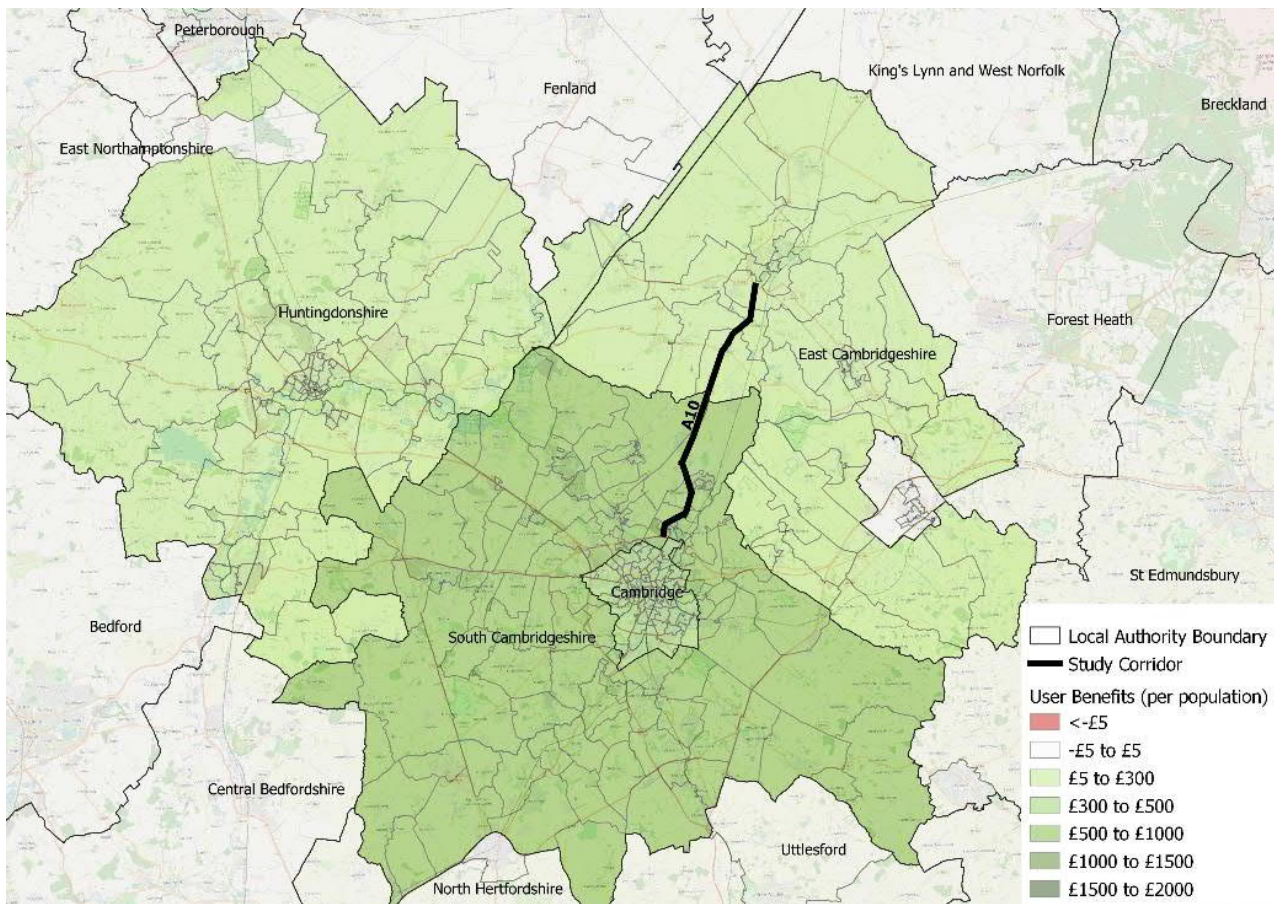 Peterborough
King's Lynn and West Norfolk
Fenland
Breckland
East Northamptonshire
Huntingdonshire
Forest Heath
East Cambridgeshire
A10
St Edmundsbury
Cambridge
Bedford
South Cambridgeshire
Central Bedfordshire
Uttlesford
North Hertfordshire
Local Authority Boundary
Study Corridor
User Benefits (per population)
<-£5
-£5 to £5
£5 to £300
£300 to £500
£500 to £1000
£1000 to £1500
£1500 to £2000